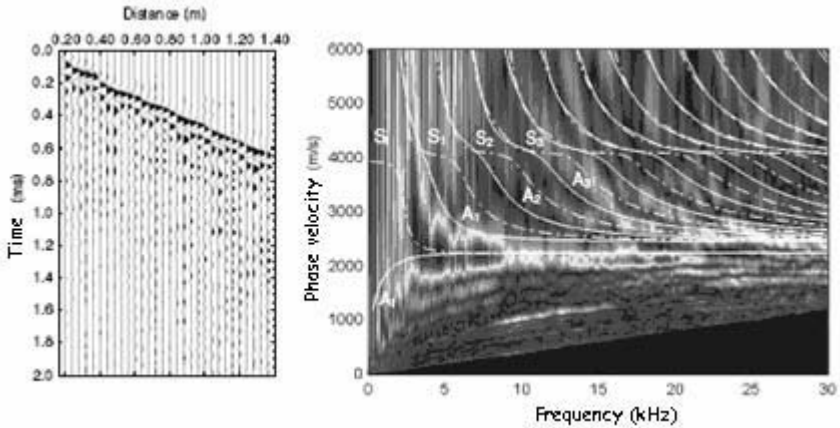 Distance (m)
0.20 0.40 0.60 0.80 1.00 1.20 1.40
Time (ms)
0.0
0.2
0.4
0.6
0.8
1.0
1.2
1.4
1.6
1.8
2.0
Phase velocity (m/s)
6000
5000
4000
3000
2000
1000
0
S₁ S₂ S₃
A₃
A₂
A₁
0 5 10 15 20 25 30
Frequency (kHz)